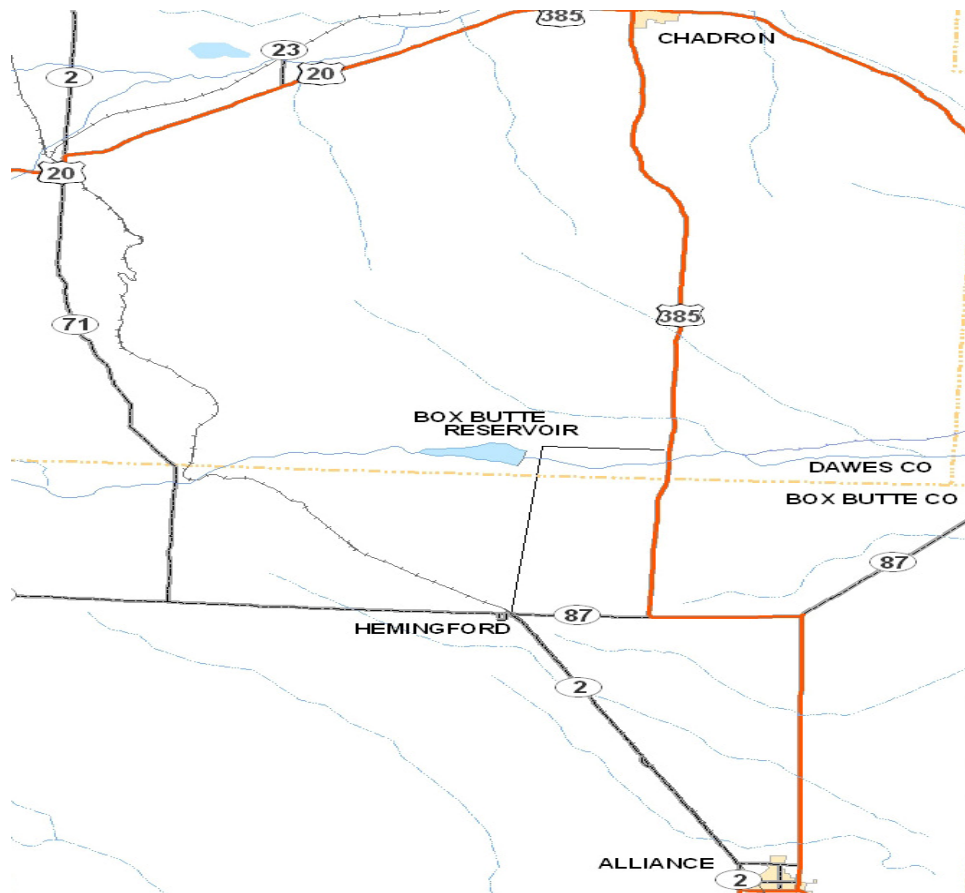 385
CHADRON
23
2
20
20
385
71
BOX BUTTE
RESERVOIR
DAWES CO
BOX BUTTE CO
87
87
HEMINGFORD
2
ALLIANCE
2